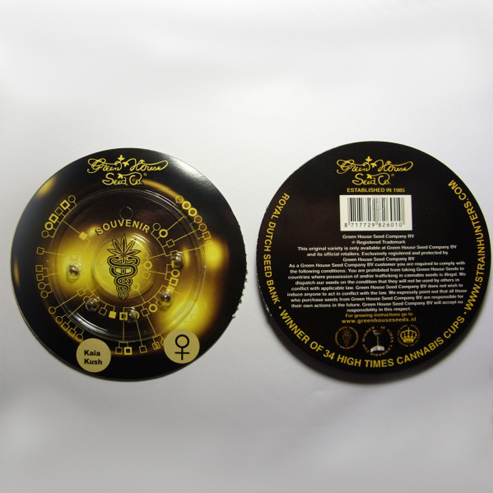 Green House
Seed Co.®
SOUVENIR
Kaia
Kush
Green House
Seed Co.®
ESTABLISHED IN 1985
8 717729 826010
Green House Seed Company BV
® Registered Trademark
This original variety is only available at Green House Seed Company BV
and its official retailers. Exclusively registered and protected by
Green House Seed Company BV
As a Green House Seed Company BV customer you are required to comply with
the following conditions: You are prohibited from taking Green House Seeds to
countries where possession of and/or trafficking in cannabis seeds is illegal. We
dispatch our seeds on the condition that they will not be used by others in
conflict with applicable law. Green House Seed Company BV does not wish to
induce anyone to act in conflict with the law. We expressly point out that all those
who purchase seeds from Green House Seed Company BV are responsible for
their own actions in the future. Green House Seed Company BV will accept no
responsibility in this respect.
For growing instructions go to
www.greenhouseseeds.nl
ROYAL DUTCH SEED BANK • WINNER OF 34 HIGH TIMES CANNABIS CUPS • WWW.STRAINHUNTERS.COM